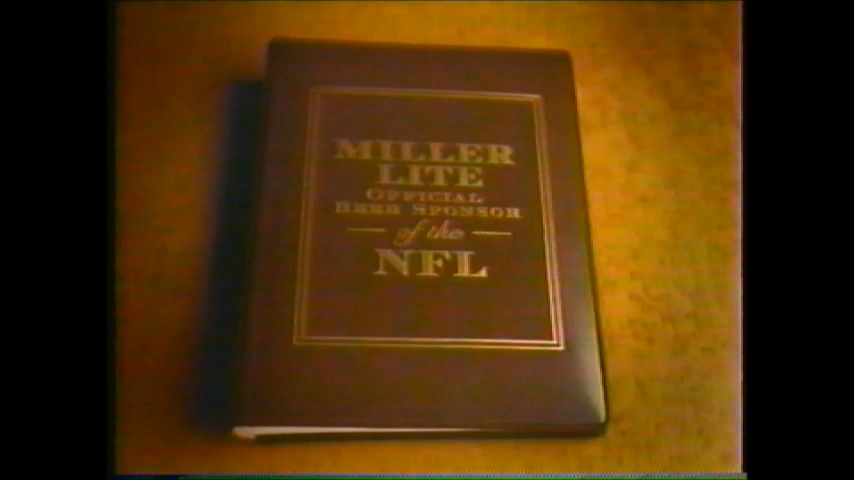 MILLER
LITE
OFFICIAL
BEER SPONSOR
of the
NFL